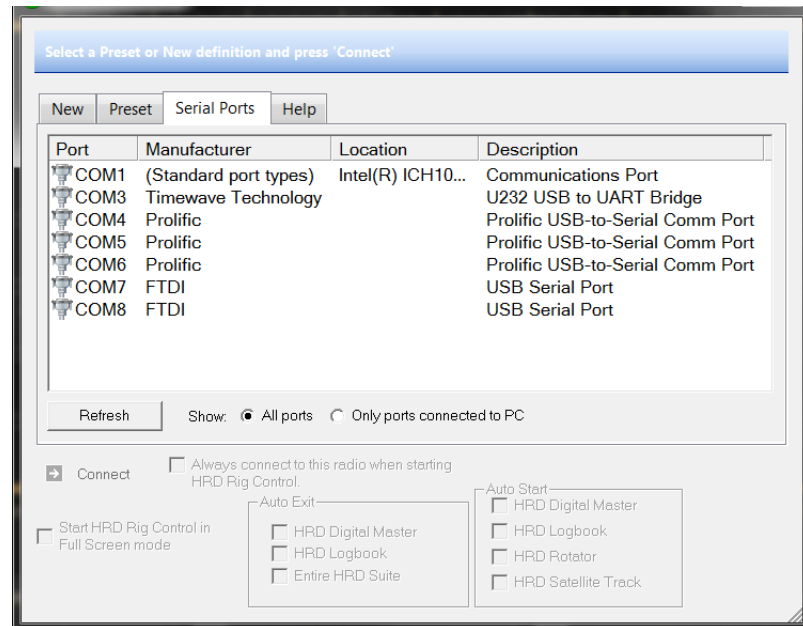 Select a Preset or New definition and press 'Connect'
New Preset Serial Ports Help
Port Manufacturer Location Description
COM1 (Standard port types) Intel(R) ICH10... Communications Port
COM3 Timewave Technology U232 USB to UART Bridge
COM4 Prolific Prolific USB-to-Serial Comm Port
COM5 Prolific Prolific USB-to-Serial Comm Port
COM6 Prolific Prolific USB-to-Serial Comm Port
COM7 FTDI USB Serial Port
COM8 FTDI USB Serial Port
Refresh Show: All ports Only ports connected to PC
Connect
Always connect to this radio when starting
HRD Rig Control.
Start HRD Rig Control in
Full Screen mode
Auto Exit
HRD Digital Master
HRD Logbook
Entire HRD Suite
Auto Start
HRD Digital Master
HRD Logbook
HRD Rotator
HRD Satellite Track